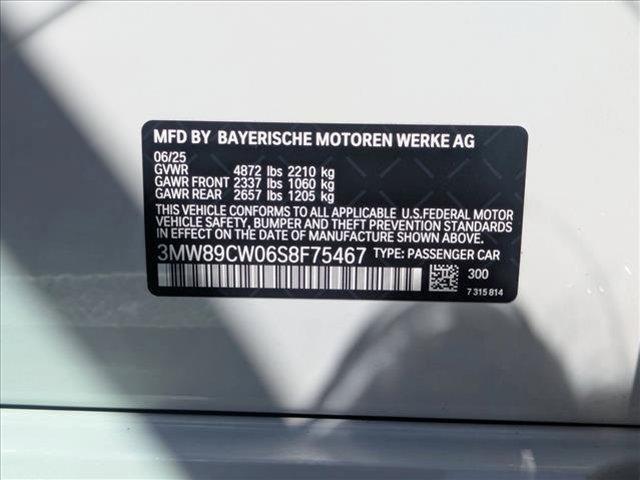 MFD BY BAYERISCHE MOTOREN WERKE AG
06/25
GVWR 4872 lbs 2210 kg
GAWR FRONT 2337 lbs 1060 kg
GAWR REAR 2657 lbs 1205 kg
THIS VEHICLE CONFORMS TO ALL APPLICABLE U.S.FEDERAL MOTOR
VEHICLE SAFETY, BUMPER AND THEFT PREVENTION STANDARDS
IN EFFECT ON THE DATE OF MANUFACTURE SHOWN ABOVE.
3MW89CW06S8F75467 TYPE: PASSENGER CAR
300
7 315 814